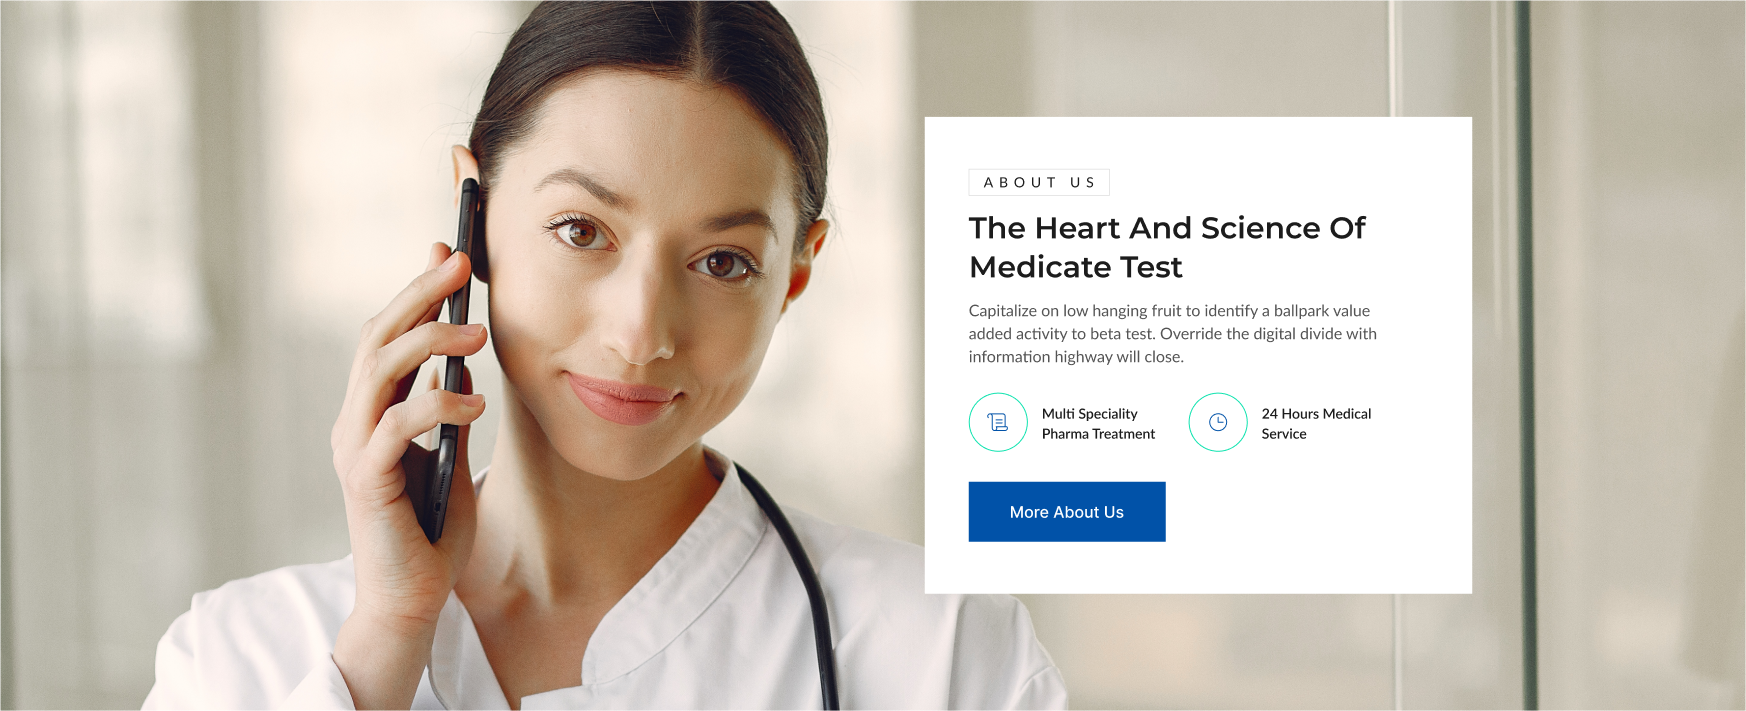 ABOUT US
The Heart And Science Of
Medicate Test
Capitalize on low hanging fruit to identify a ballpark value
added activity to beta test. Override the digital divide with
information highway will close.
Multi Speciality
Pharma Treatment
24 Hours Medical
Service
More About Us